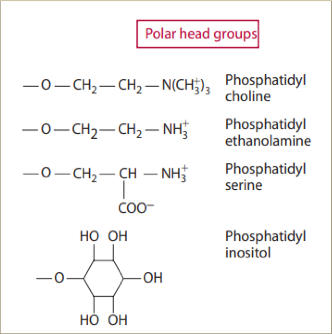 Polar head groups
—O—CH₂—CH₂—N(CH₃⁺)₃ Phosphatidyl
choline
—O—CH₂—CH₂—NH₃⁺ Phosphatidyl
ethanolamine
—O—CH₂—CH—NH₃⁺ Phosphatidyl
serine
COO⁻
HO OH Phosphatidyl
inositol
—O OH
HO OH